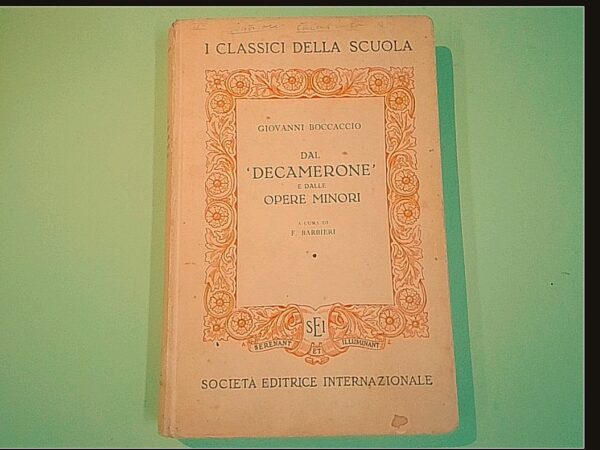 I CLASSICI DELLA SCUOLA
GIOVANNI BOCCACCIO
DAL
'DECAMERONE'
E DALLE
OPERE MINORI
A CURA DI
F. BARBIERI
SEI
SERENANT ET ILLUMINANT
SOCIETÀ EDITRICE INTERNAZIONALE